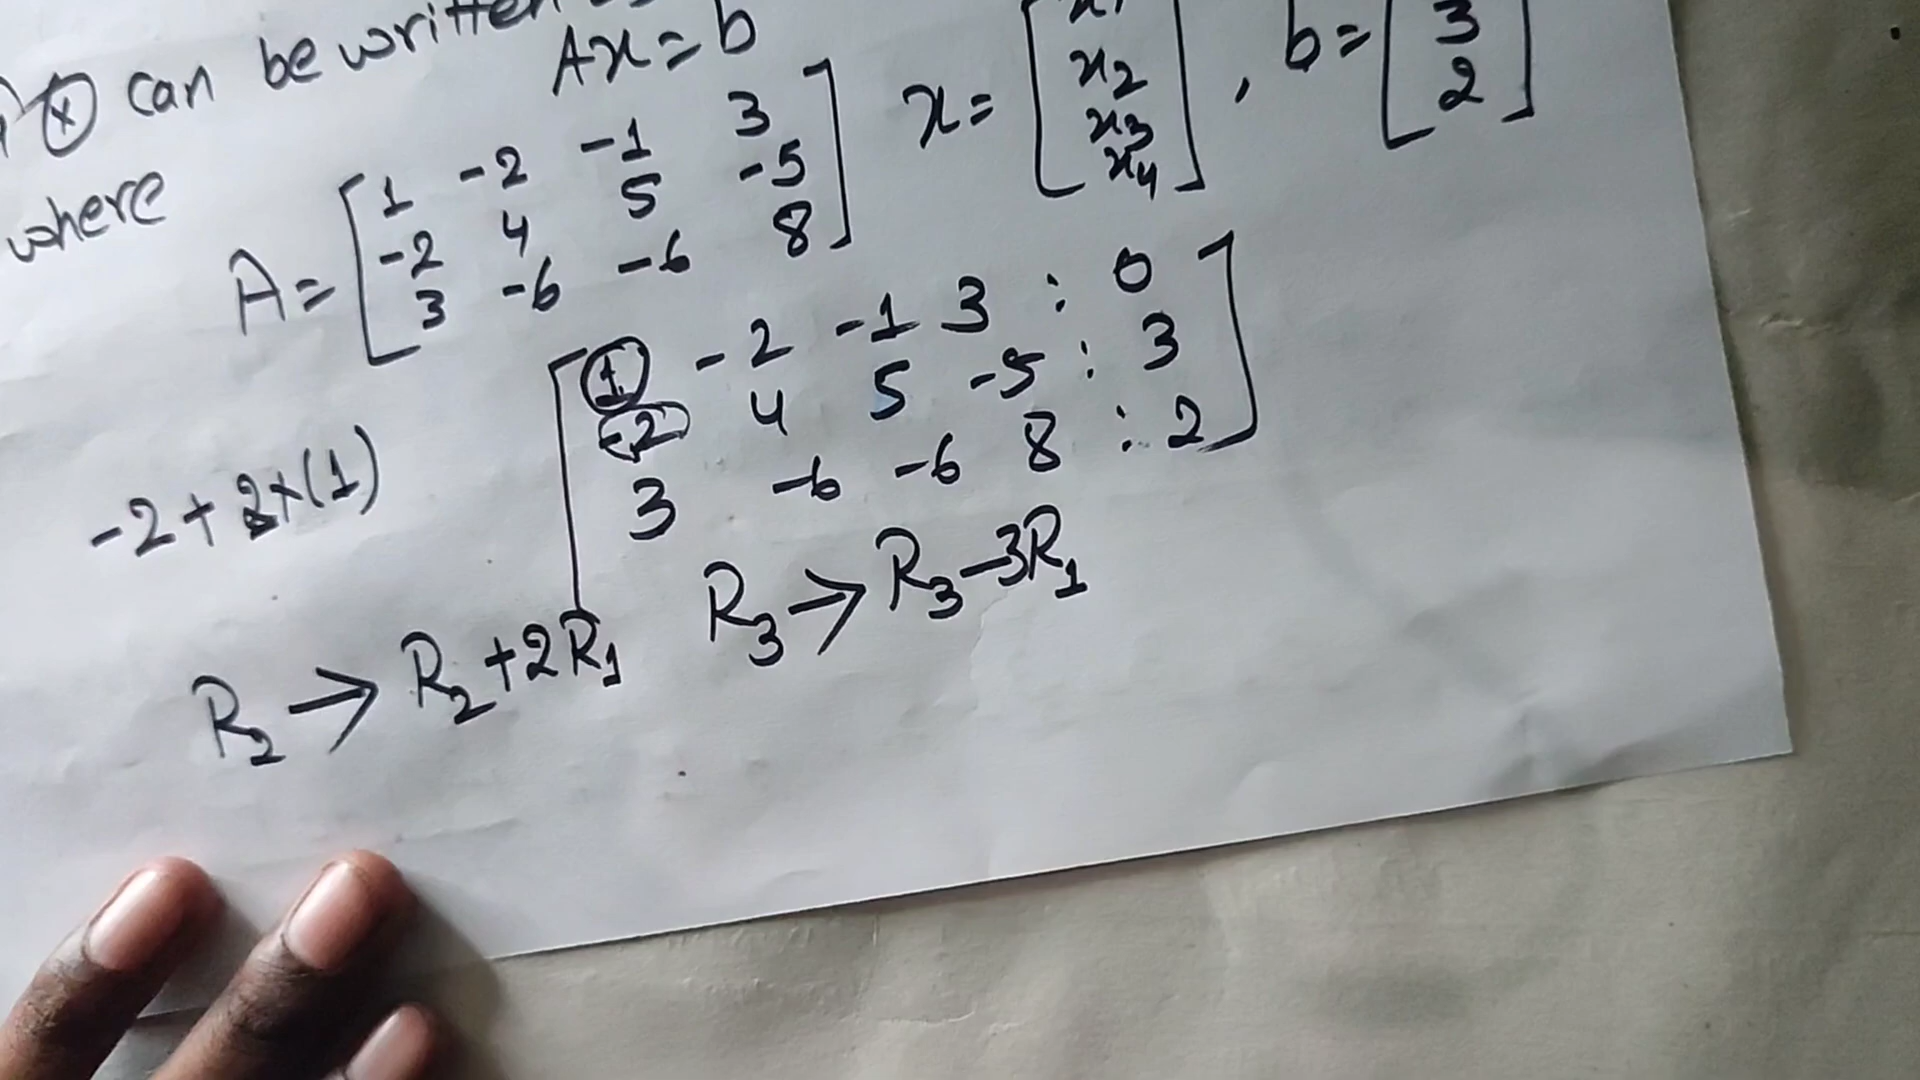 can be written
Ax = b
where
A = [1 -2 -1 3
-2 4 5 -5
3 -6 -6 8]
x = [x1
x2
x3
x4] , b = [3
2]
[1 -2 -1 3 : 0
-2 4 5 -5 : 3
3 -6 -6 8 : 2]
-2+2×(1)
R2 → R2+2R1 R3 → R3-3R1